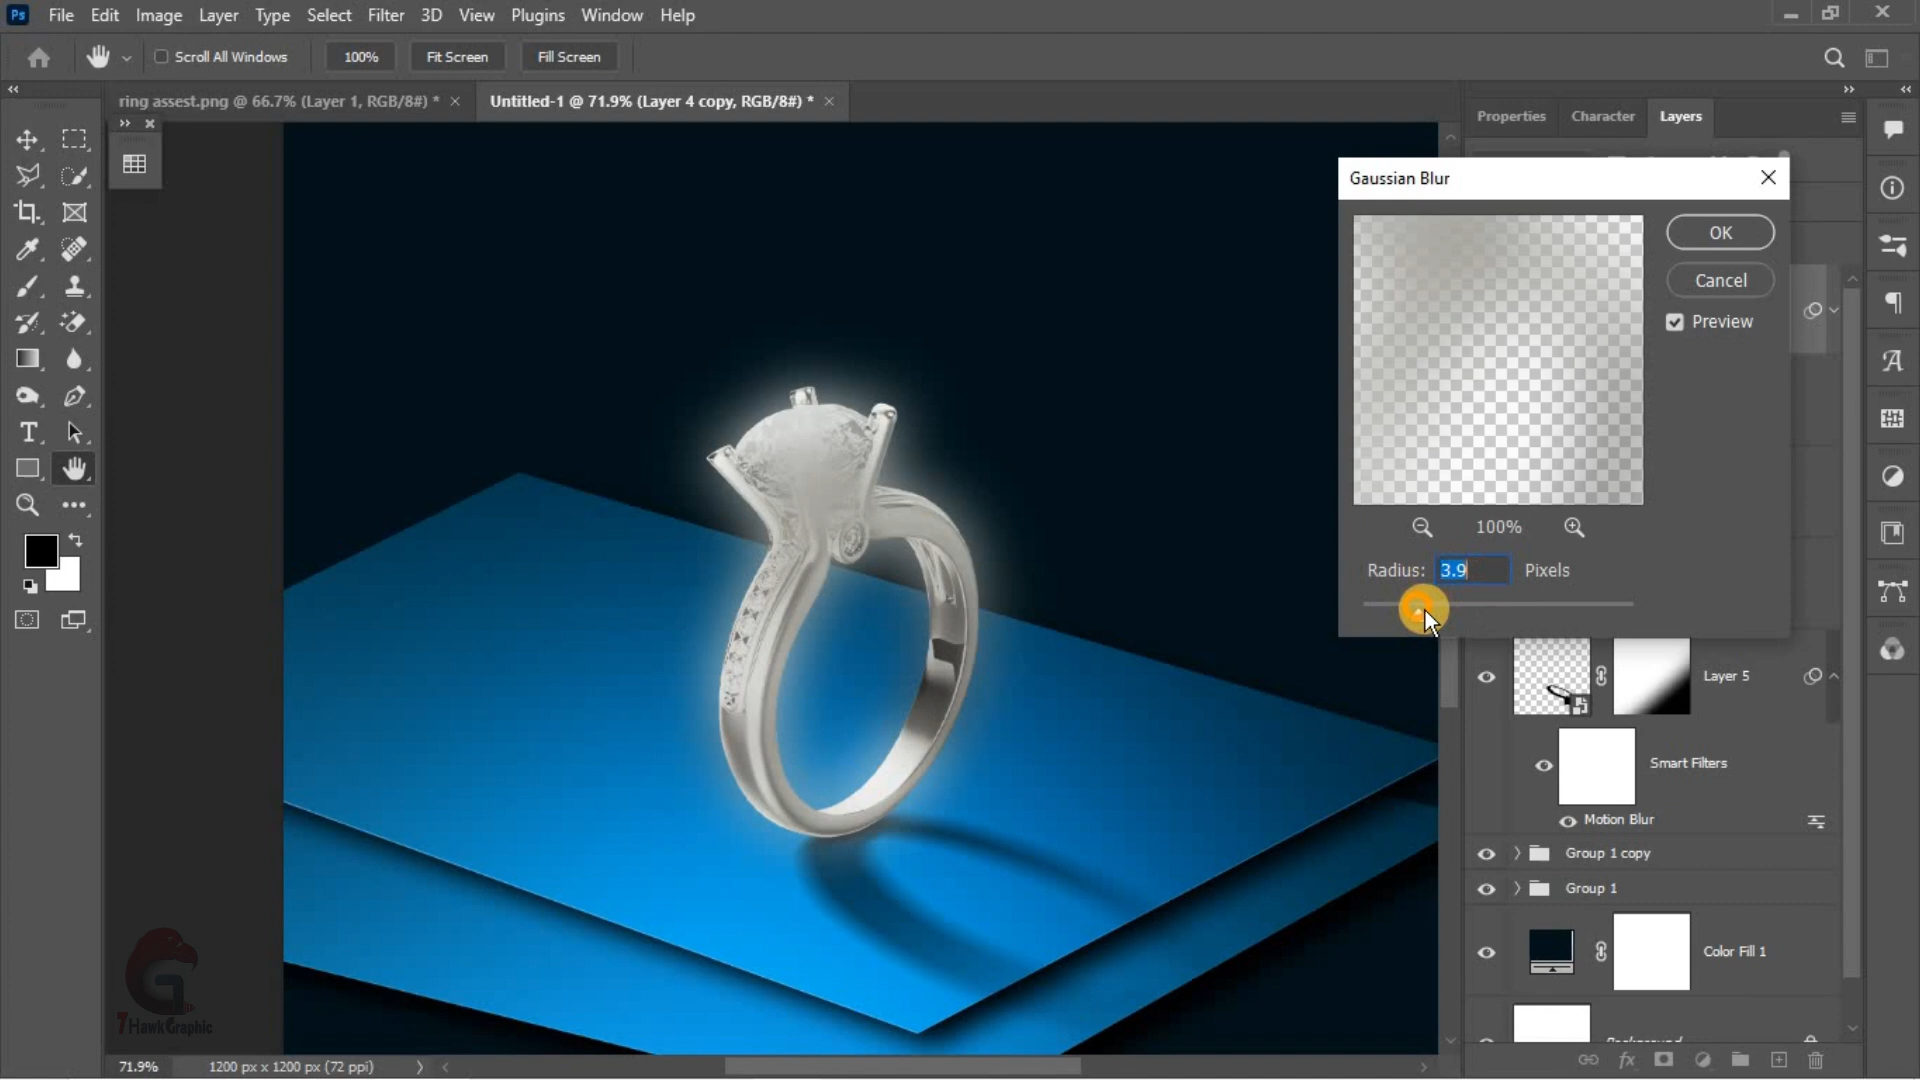 Ps File Edit Image Layer Type Select Filter 3D View Plugins Window Help
Scroll All Windows 100% Fit Screen Fill Screen
ring assest.png @ 66.7% (Layer 1, RGB/8#) * Untitled-1 @ 71.9% (Layer 4 copy, RGB/8#) *
Properties Character Layers
Gaussian Blur
OK
Cancel
Preview
100%
Radius: 3.9 Pixels
Layer 5
Smart Filters
Motion Blur
Group 1 copy
Group 1
Color Fill 1
Background
7HawkGraphic
71.9% 1200 px x 1200 px (72 ppi)